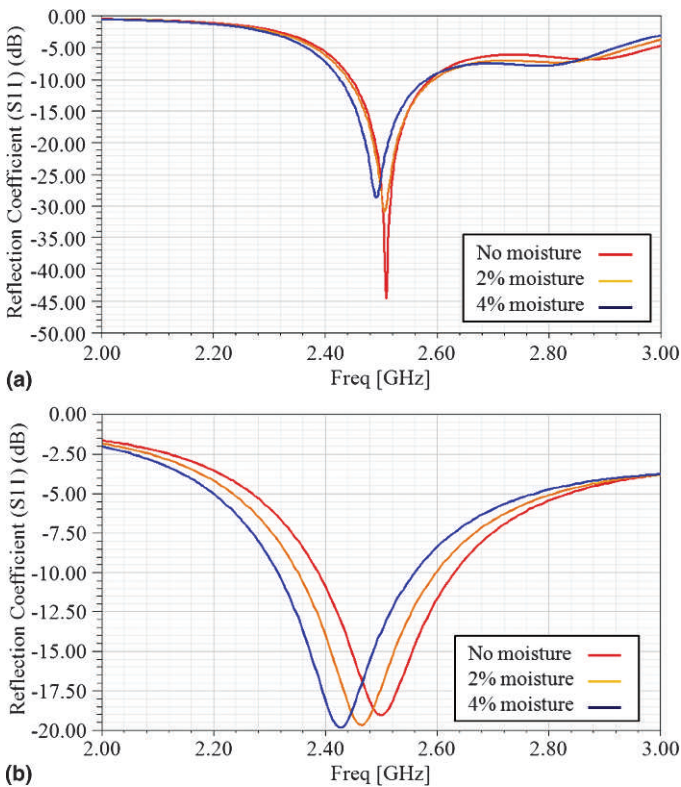 0.00
-5.00
-10.00
-15.00
-20.00
-25.00
-30.00
-35.00
-40.00
-45.00
-50.00
Reflection Coefficient (S11) (dB)
No moisture
2% moisture
4% moisture
2.00 2.20 2.40 2.60 2.80 3.00
Freq [GHz]
(a)
0.00
-2.50
-5.00
-7.50
-10.00
-12.50
-15.00
-17.50
-20.00
Reflection Coefficient (S11) (dB)
No moisture
2% moisture
4% moisture
2.00 2.20 2.40 2.60 2.80 3.00
Freq [GHz]
(b)